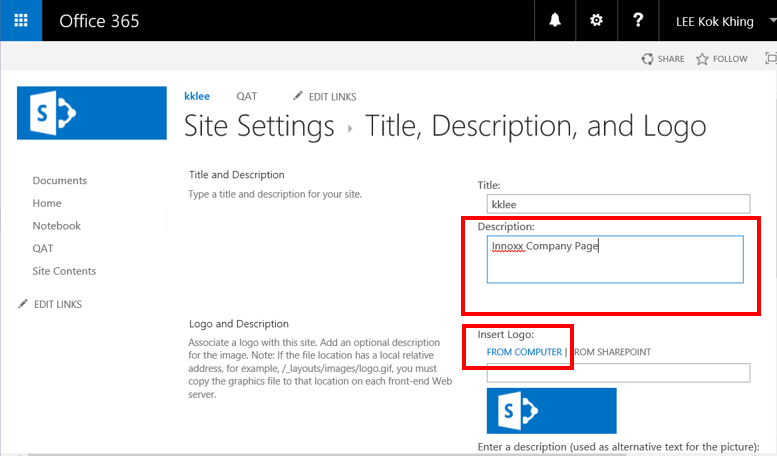 Office 365
?
LEE Kok Khing
SHARE
FOLLOW
S
kklee
QAT
EDIT LINKS
Site Settings ▸ Title, Description, and Logo
Documents
Home
Notebook
QAT
Site Contents
EDIT LINKS
Title and Description
Type a title and description for your site.
Title:
kklee
Description:
Innoxx Company Page
Logo and Description
Associate a logo with this site. Add an optional description
for the image. Note: If the file location has a local relative
address, for example, /_layouts/images/logo.gif, you must
copy the graphics file to that location on each front-end Web
server.
Insert Logo:
FROM COMPUTER | FROM SHAREPOINT
S
Enter a description (used as alternative text for the picture):